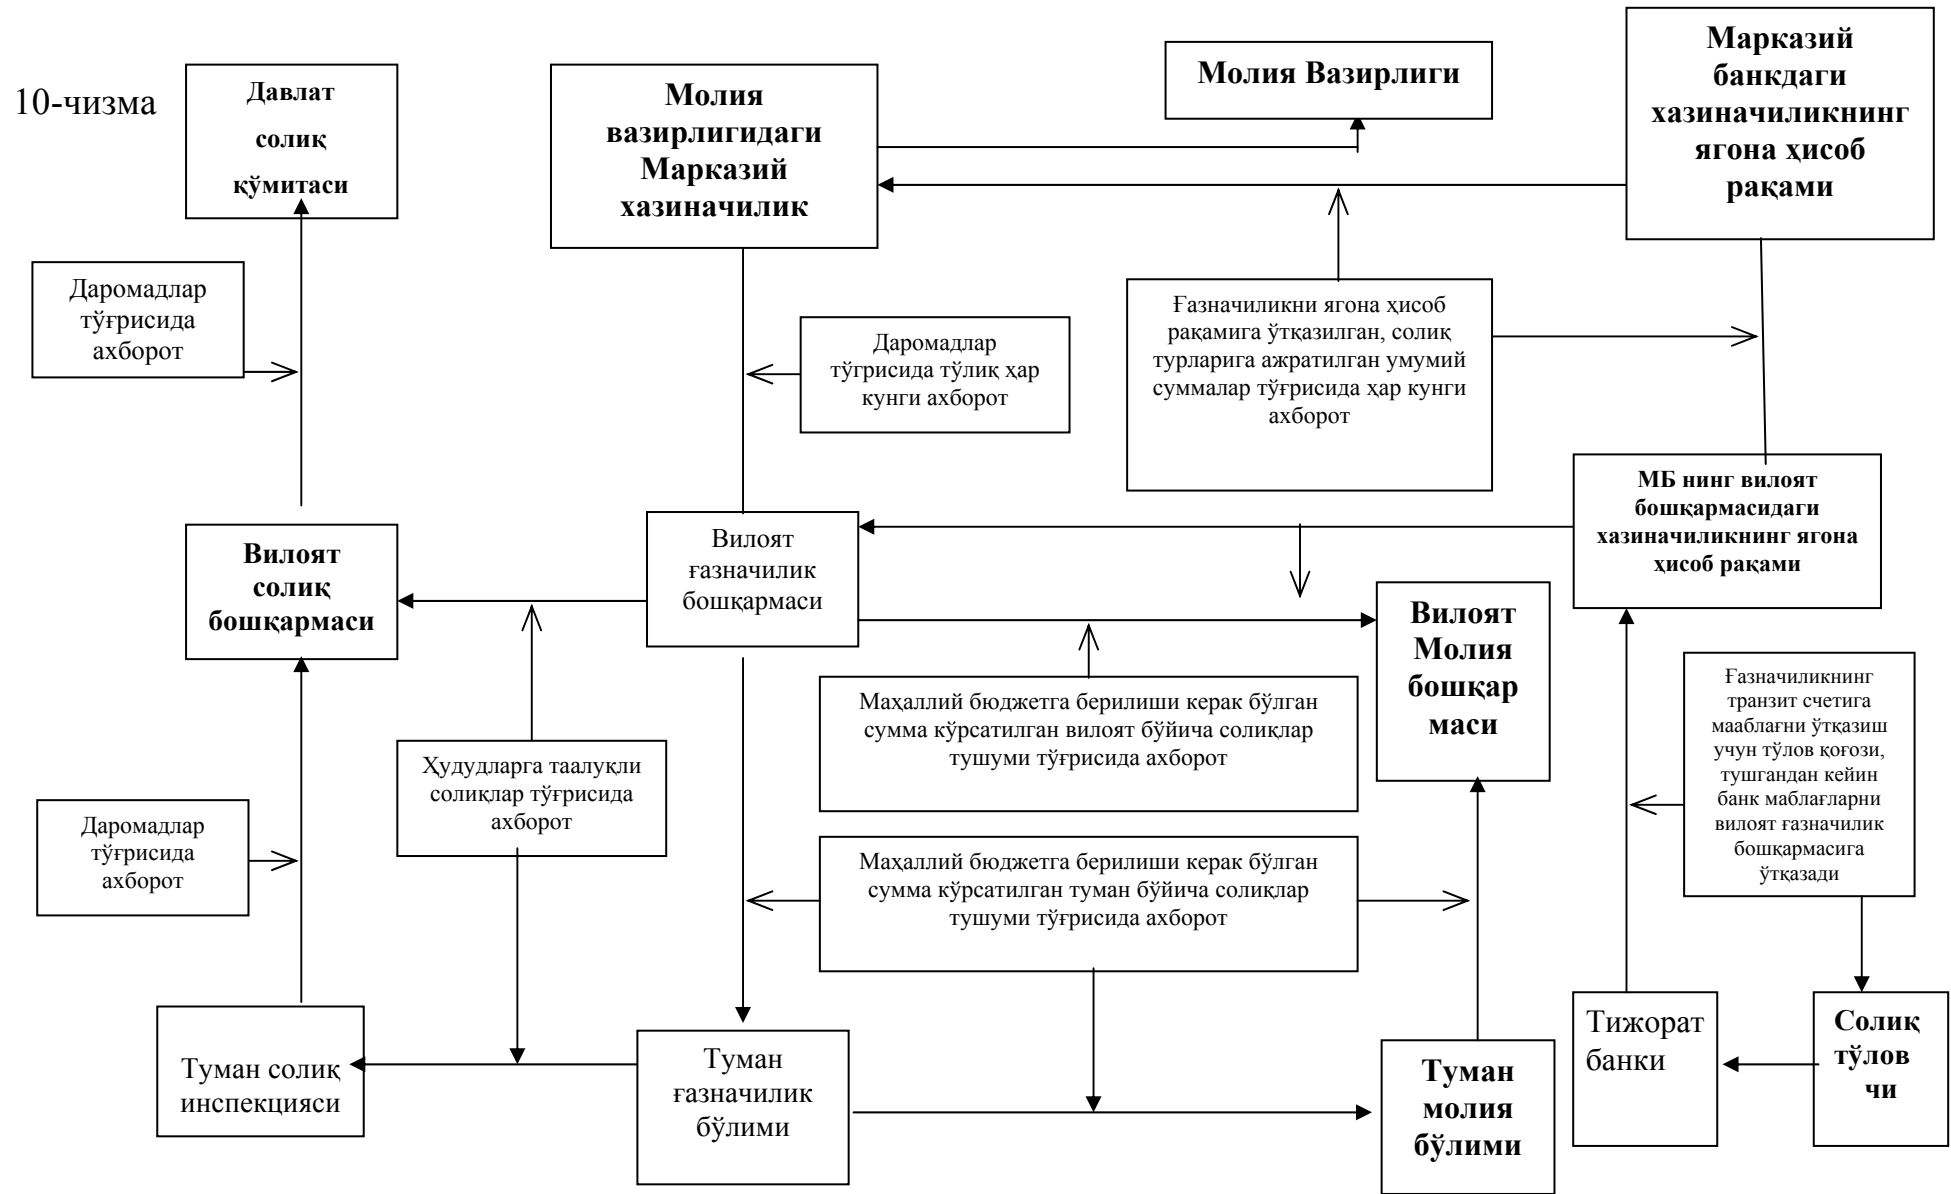 10-чизма
Давлат
солиқ
қўмитаси
Молия
вазирлигидаги
Марказий
хазиначилик
Молия Вазирлиги
Марказий
банкдаги
хазиначиликнинг
ягона ҳисоб
рақами
Даромадлар
тўғрисида
ахборот
Даромадлар
тўгрисида тўлиқ ҳар
кунги ахборот
Ғазначиликни ягона ҳисоб
рақамига ўтқазилган, солиқ
турларига ажратилган умумий
суммалар тўғрисида ҳар кунги
ахборот
МБ нинг вилоят
бошқармасидаги
хазиначиликнинг ягона
ҳисоб рақами
Вилоят
солиқ
бошқармаси
Вилоят
ғазначилик
бошқармаси
Вилоят
Молия
бошқар
маси
Ғазначиликнинг
транзит счетига
мааблағни ўтқазиш
учун тўлов қоғози,
тушгандан кейин
банк маблағларни
вилоят ғазначилик
бошқармасига
ўтқазади
Маҳаллий бюджетга берилиши керак бўлган
сумма кўрсатилган вилоят бўйича солиқлар
тушуми тўғрисида ахборот
Ҳудудларга таалуқли
солиқлар тўғрисида
ахборот
Даромадлар
тўғрисида
ахборот
Маҳаллий бюджетга берилиши керак бўлган
сумма кўрсатилган туман бўйича солиқлар
тушуми тўғрисида ахборот
Туман солиқ
инспекцияси
Туман
ғазначилик
бўлими
Туман
молия
бўлими
Тижорат
банки
Солиқ
тўлов
чи